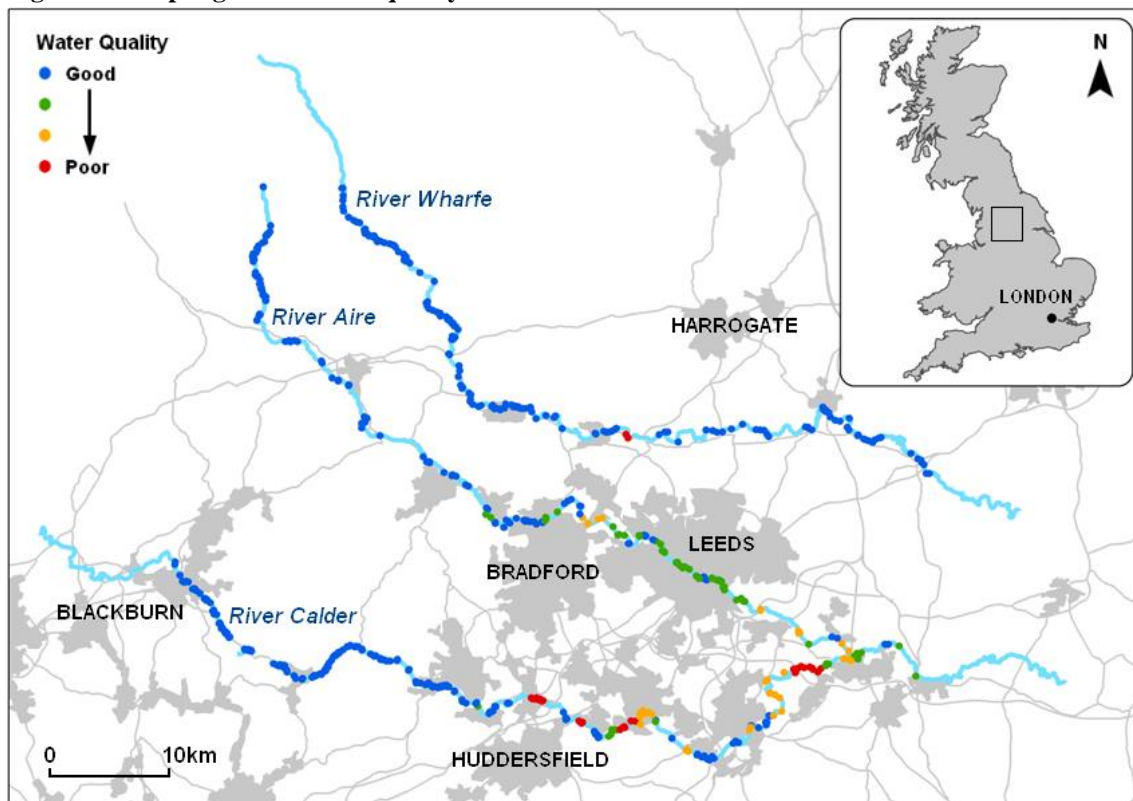 Water Quality
Good
Poor
River Wharfe
River Aire
HARROGATE
N
LONDON
LEEDS
BRADFORD
BLACKBURN
River Calder
HUDDERSFIELD
0 10km